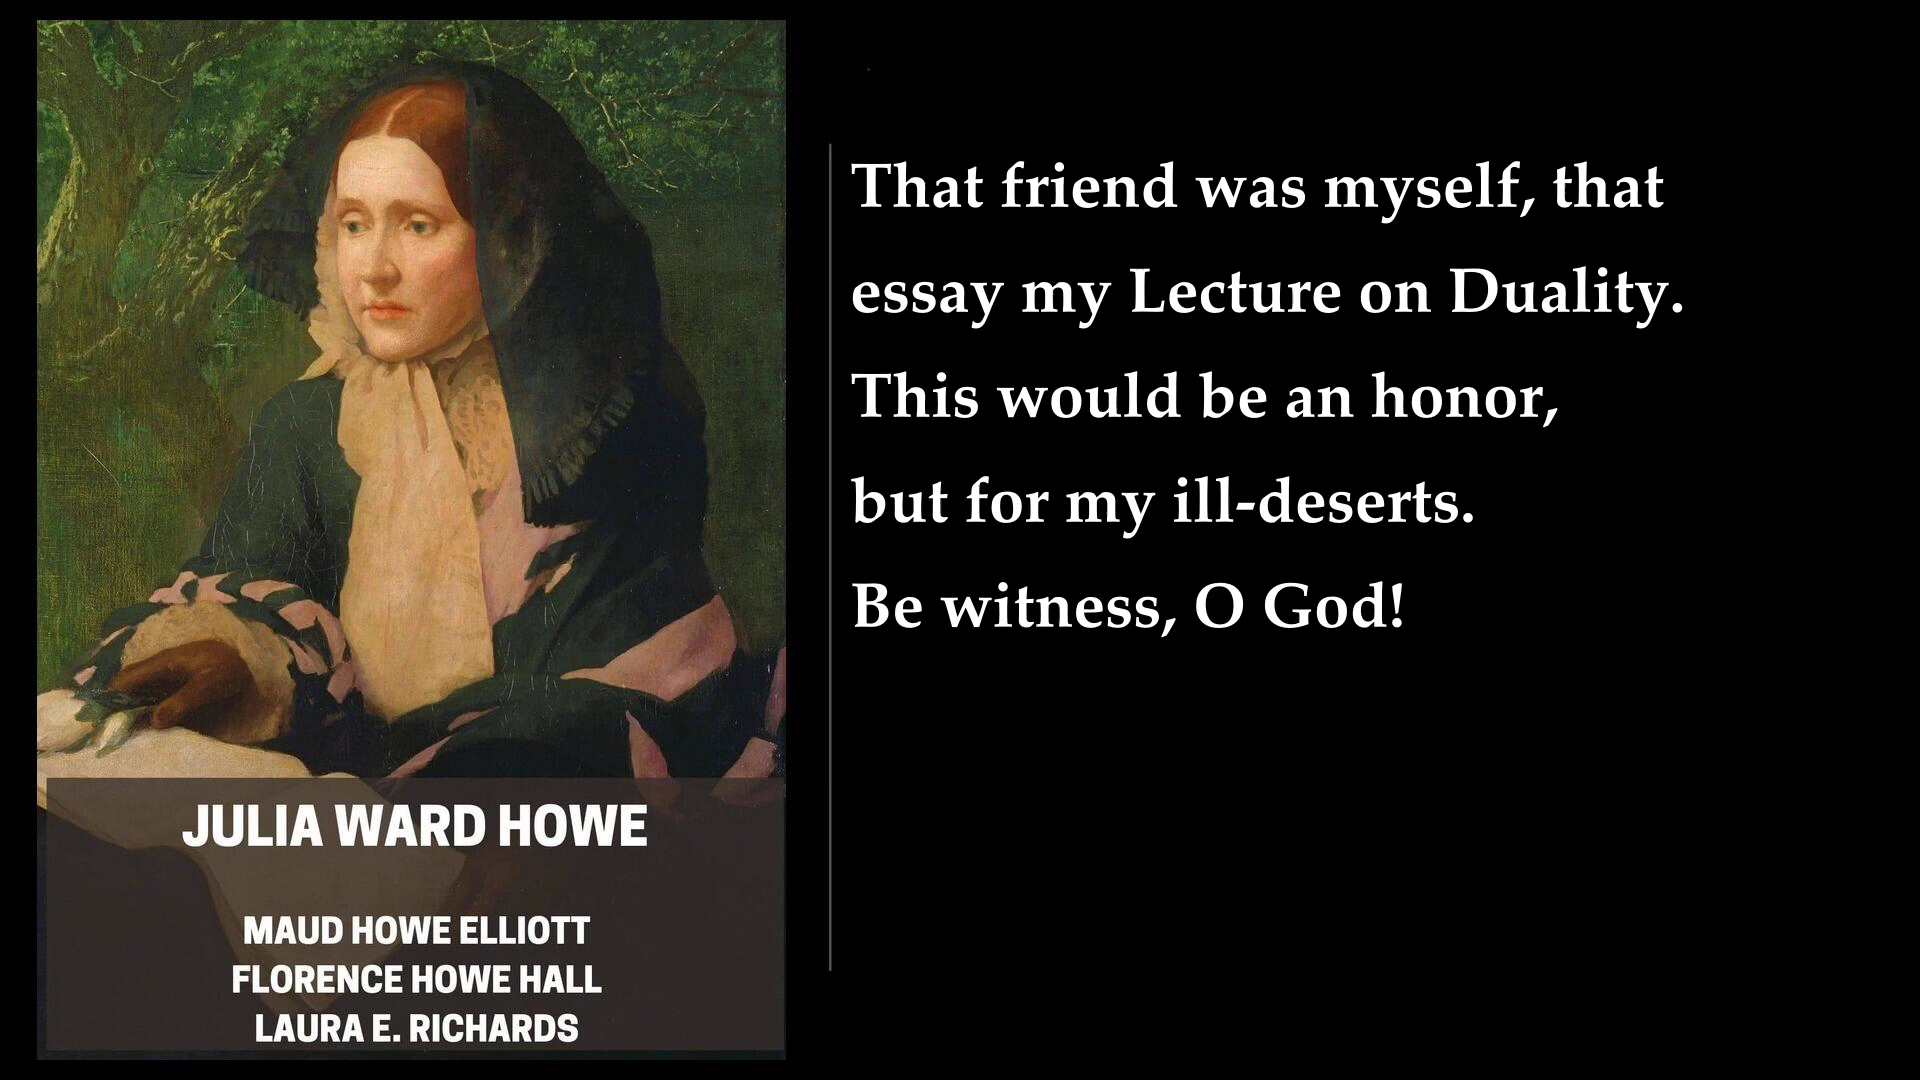 JULIA WARD HOWE
MAUD HOWE ELLIOTT
FLORENCE HOWE HALL
LAURA E. RICHARDS
That friend was myself, that
essay my Lecture on Duality.
This would be an honor,
but for my ill-deserts.
Be witness, O God!